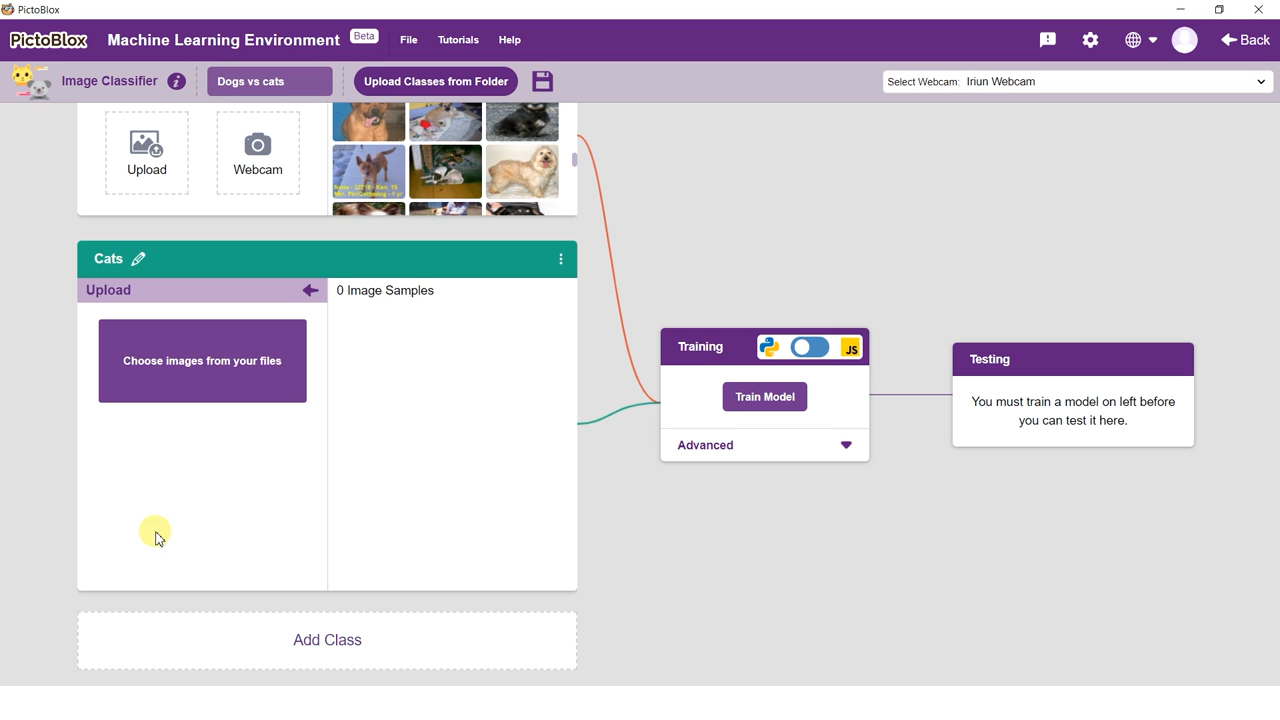 PictoBlox
PictoBlox Machine Learning Environment Beta File Tutorials Help Back
Image Classifier i Dogs vs cats Upload Classes from Folder Select Webcam: Iriun Webcam
Upload Webcam
Cats
Upload 0 Image Samples
Choose images from your files
Training JS
Train Model
Advanced
Testing
You must train a model on left before
you can test it here.
Add Class